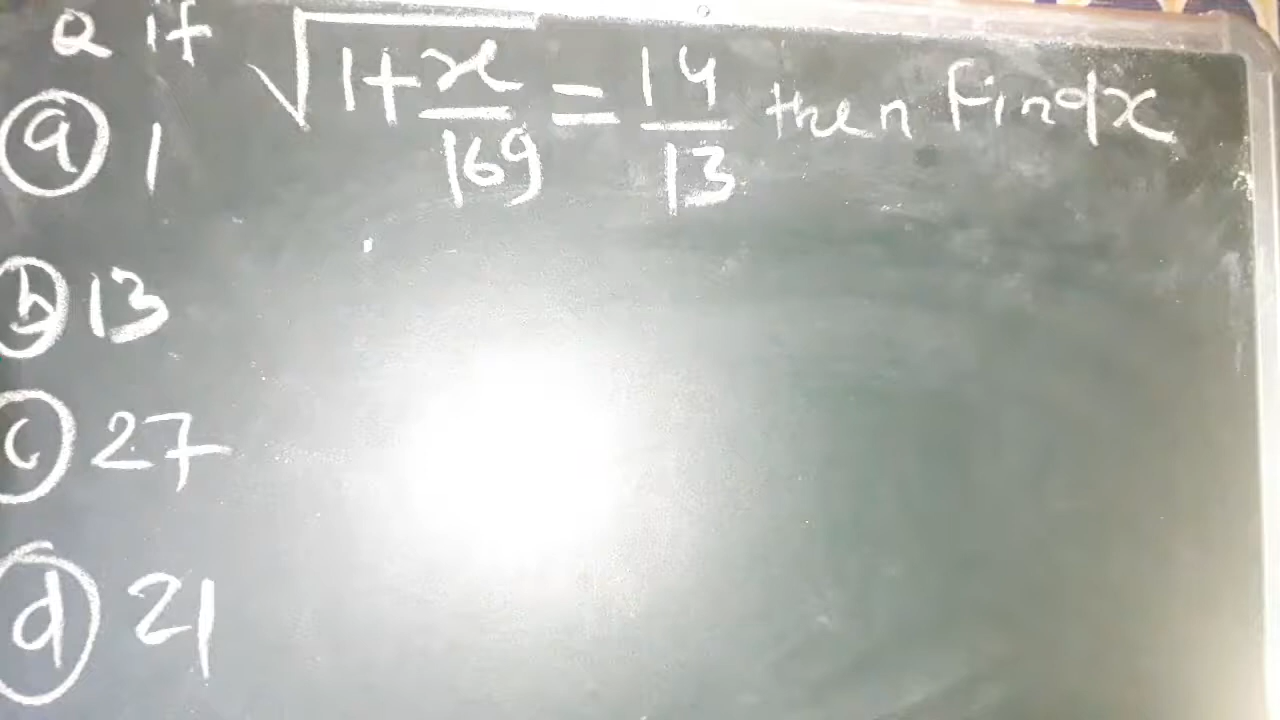 Q if √1+x/169 = 14/13 then find x
(a) 1
(b) 13
(c) 27
(d) 21